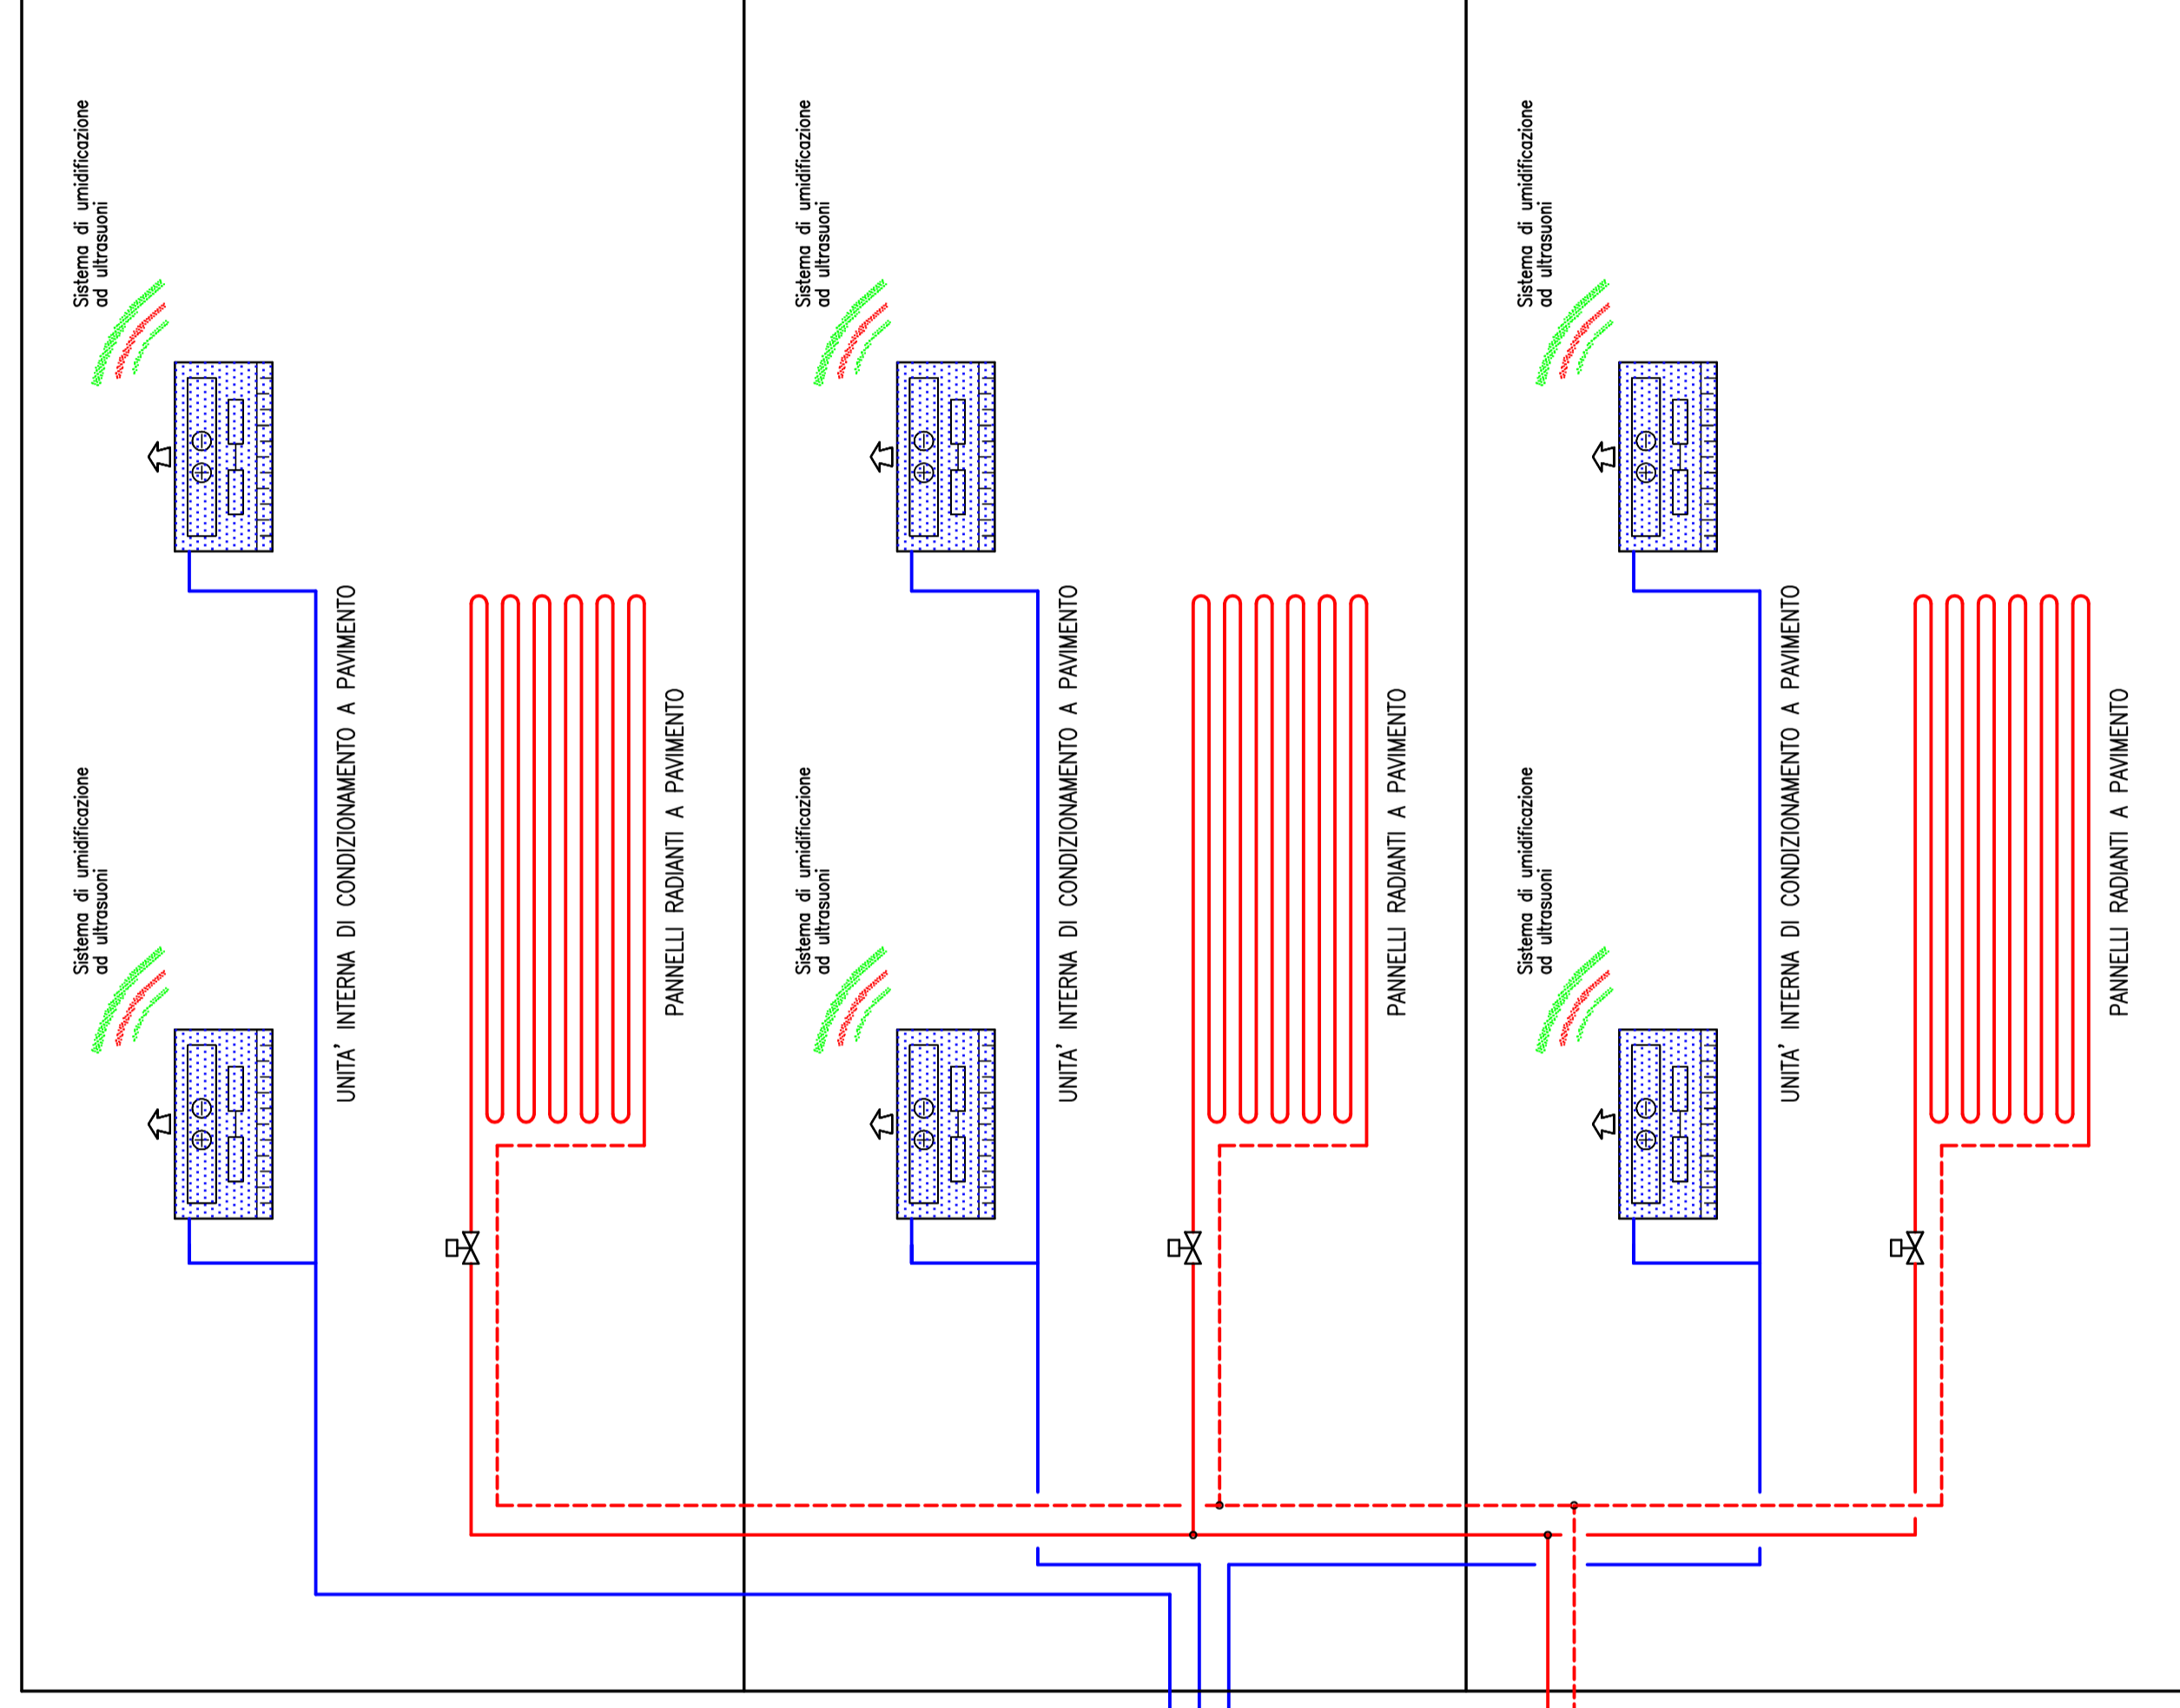 Sistema di umidificazione
ad ultrasuoni
Sistema di umidificazione
ad ultrasuoni
UNITA' INTERNA DI CONDIZIONAMENTO A PAVIMENTO
PANNELLI RADIANTI A PAVIMENTO
Sistema di umidificazione
ad ultrasuoni
Sistema di umidificazione
ad ultrasuoni
UNITA' INTERNA DI CONDIZIONAMENTO A PAVIMENTO
PANNELLI RADIANTI A PAVIMENTO
Sistema di umidificazione
ad ultrasuoni
Sistema di umidificazione
ad ultrasuoni
UNITA' INTERNA DI CONDIZIONAMENTO A PAVIMENTO
PANNELLI RADIANTI A PAVIMENTO